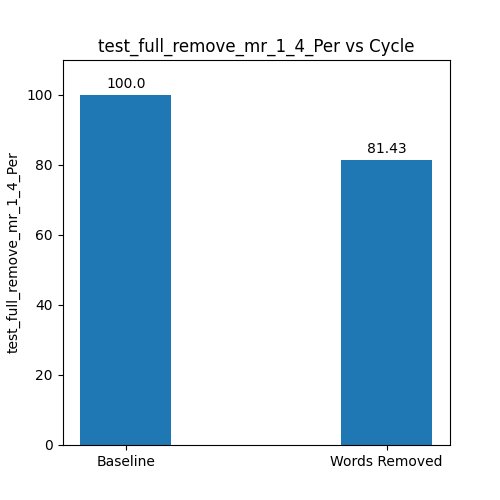 test_full_remove_mr_1_4_Per vs Cycle
100.0
81.43
test_full_remove_mr_1_4_Per
100
80
60
40
20
0
Baseline
Words Removed